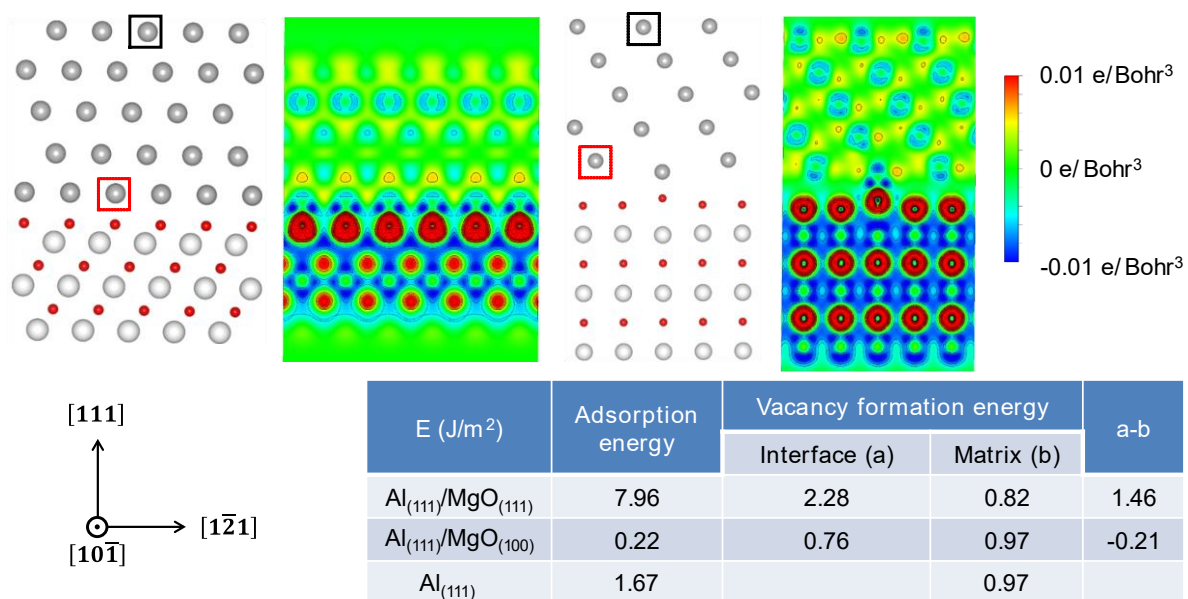 0.01 e/Bohr³
0 e/Bohr³
-0.01 e/Bohr³
[111]
[12̄1]
[101̄]
E (J/m²)
Adsorption energy
Vacancy formation energy
a-b
Interface (a)
Matrix (b)
Al₍₁₁₁₎/MgO₍₁₁₁₎ 7.96 2.28 0.82 1.46
Al₍₁₁₁₎/MgO₍₁₀₀₎ 0.22 0.76 0.97 -0.21
Al₍₁₁₁₎ 1.67 0.97